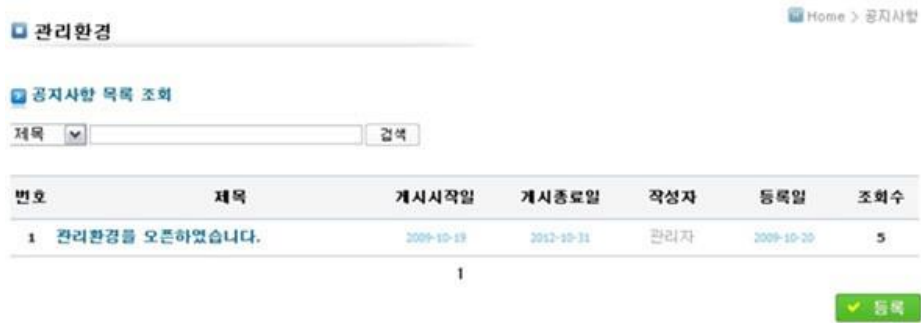 Home > 공지사항
관리환경
공지사항 목록 조회
제목 검색
번호 제목 게시시작일 게시종료일 작성자 등록일 조회수
1 관리환경을 오픈하였습니다. 2009-10-19 2012-10-31 관리자 2009-10-20 5
1
등록